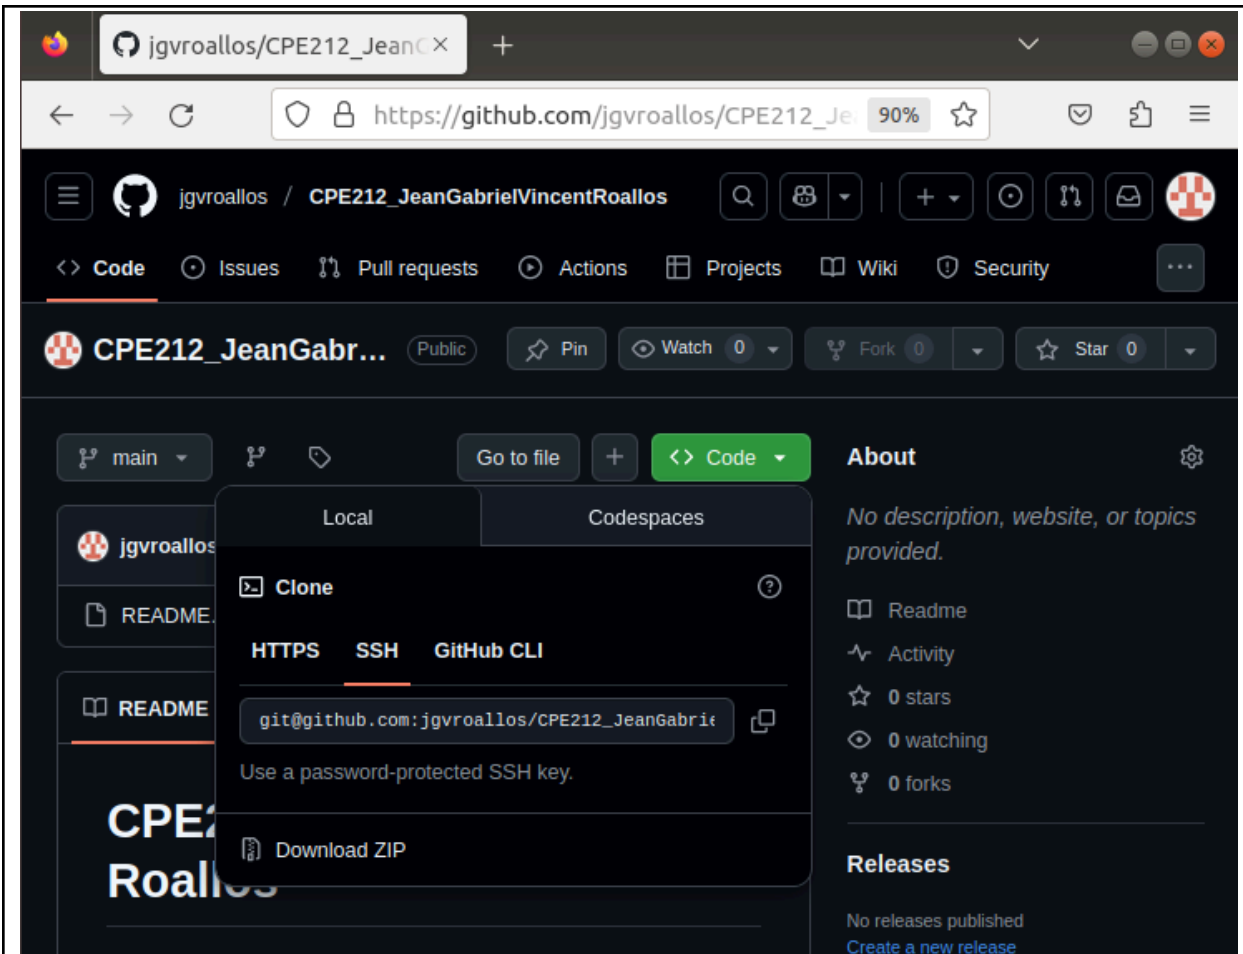 jgvroallos/CPE212_JeanG
https://github.com/jgvroallos/CPE212_Je 90%
jgvroallos / CPE212_JeanGabrielVincentRoallos
Code Issues Pull requests Actions Projects Wiki Security
CPE212_JeanGabr... Public Pin Watch 0 Fork 0 Star 0
main Go to file Code
Local Codespaces
jgvroallos
Clone
README.
HTTPS SSH GitHub CLI
README
git@github.com:jgvroallos/CPE212_JeanGabrie
Use a password-protected SSH key.
CPE2
Download ZIP
Roallos
About
No description, website, or topics
provided.
Readme
Activity
0 stars
0 watching
0 forks
Releases
No releases published
Create a new release